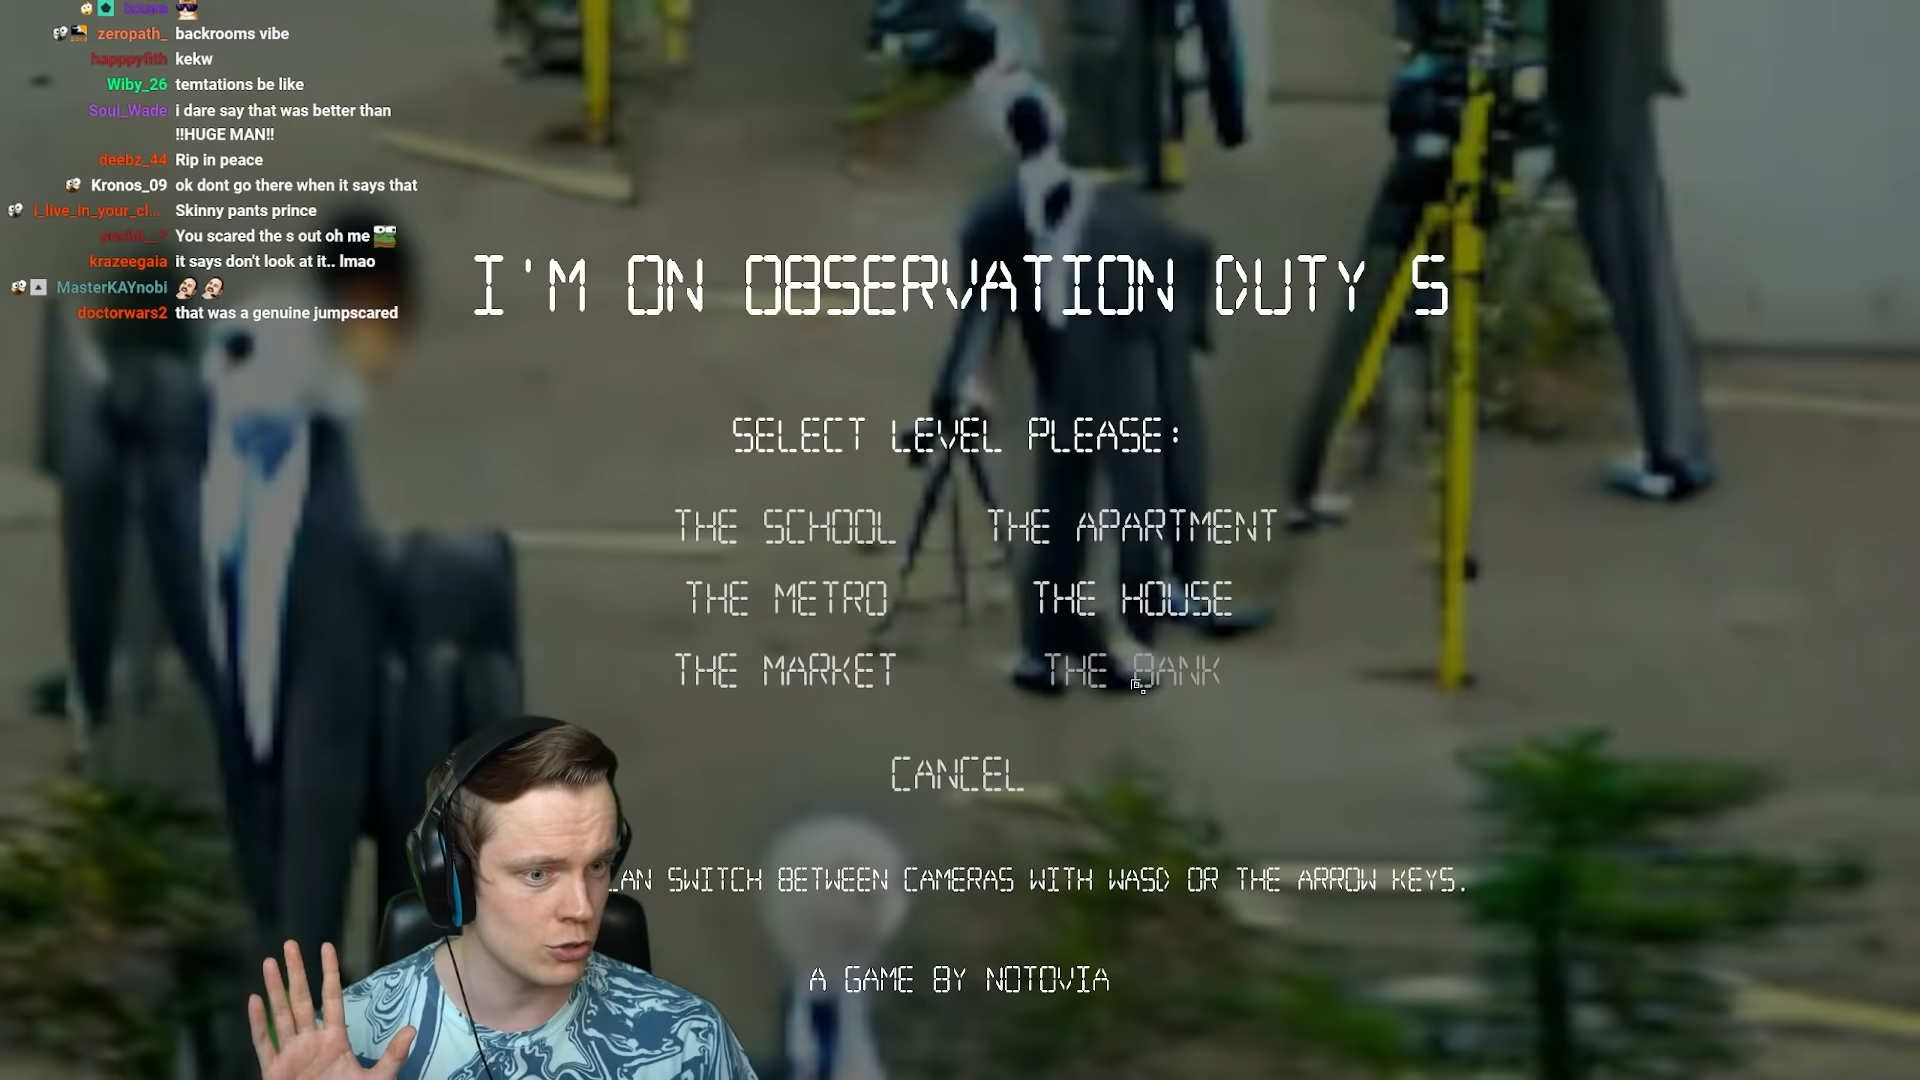 zeropath_ backrooms vibe
happpyfith kekw
Wiby_26 temtations be like
Soul_Wade i dare say that was better than
!!HUGE MAN!!
deebz_44 Rip in peace
Kronos_09 ok dont go there when it says that
i_live_in_your_cl... Skinny pants prince
You scared the s out oh me
krazeegaia it says don't look at it.. lmao
MasterKAYnobi
doctorwars2 that was a genuine jumpscared
I'M ON OBSERVATION DUTY 5
SELECT LEVEL PLEASE:
THE SCHOOL THE APARTMENT
THE METRO THE HOUSE
THE MARKET THE BANK
CANCEL
CAN SWITCH BETWEEN CAMERAS WITH WASD OR THE ARROW KEYS.
A GAME BY NOTOVIA